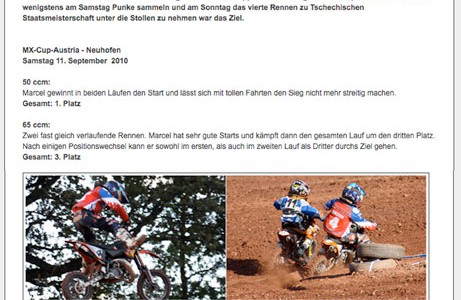 wenigstens am Samstag Punke sammeln und am Sonntag das vierte Rennen zu Tschechischen
Staatsmeisterschaft unter die Stollen zu nehmen war das Ziel.
MX-Cup-Austria - Neuhofen
Samstag 11. September 2010
50 ccm:
Marcel gewinnt in beiden Läufen den Start und lässt sich mit tollen Fahrten den Sieg nicht mehr streitig machen.
Gesamt: 1. Platz
65 ccm:
Zwei fast gleich verlaufende Rennen. Marcel hat sehr gute Starts und kämpft dann den gesamten Lauf um den dritten Platz.
Nach einigen Positionswechsel kann er sowohl im ersten, als auch im zweiten Lauf als Dritter durchs Ziel gehen.
Gesamt: 3. Platz
11
4